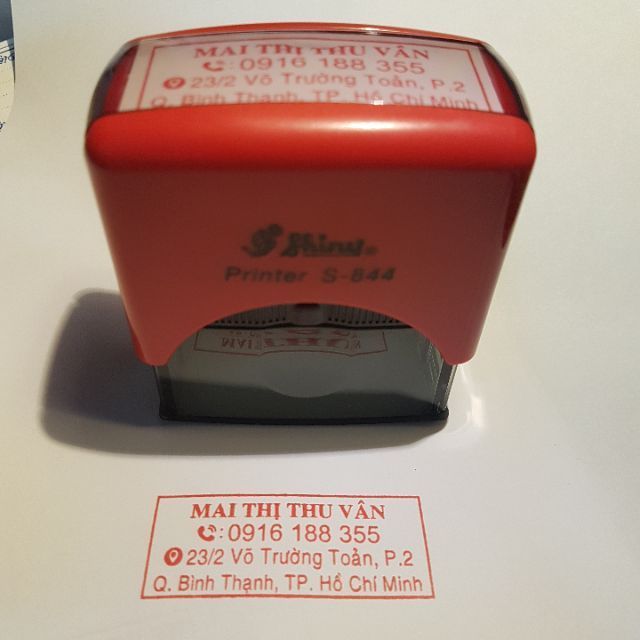 MAI THỊ THU VÂN
: 0916 188 355
23/2 Võ Trường Toản, P.2
Q. Bình Thạnh, TP. Hồ Chí Minh
Shiny
Printer S-844
MAI THU
MAI THỊ THU VÂN
: 0916 188 355
23/2 Võ Trường Toản, P.2
Q. Bình Thạnh, TP. Hồ Chí Minh